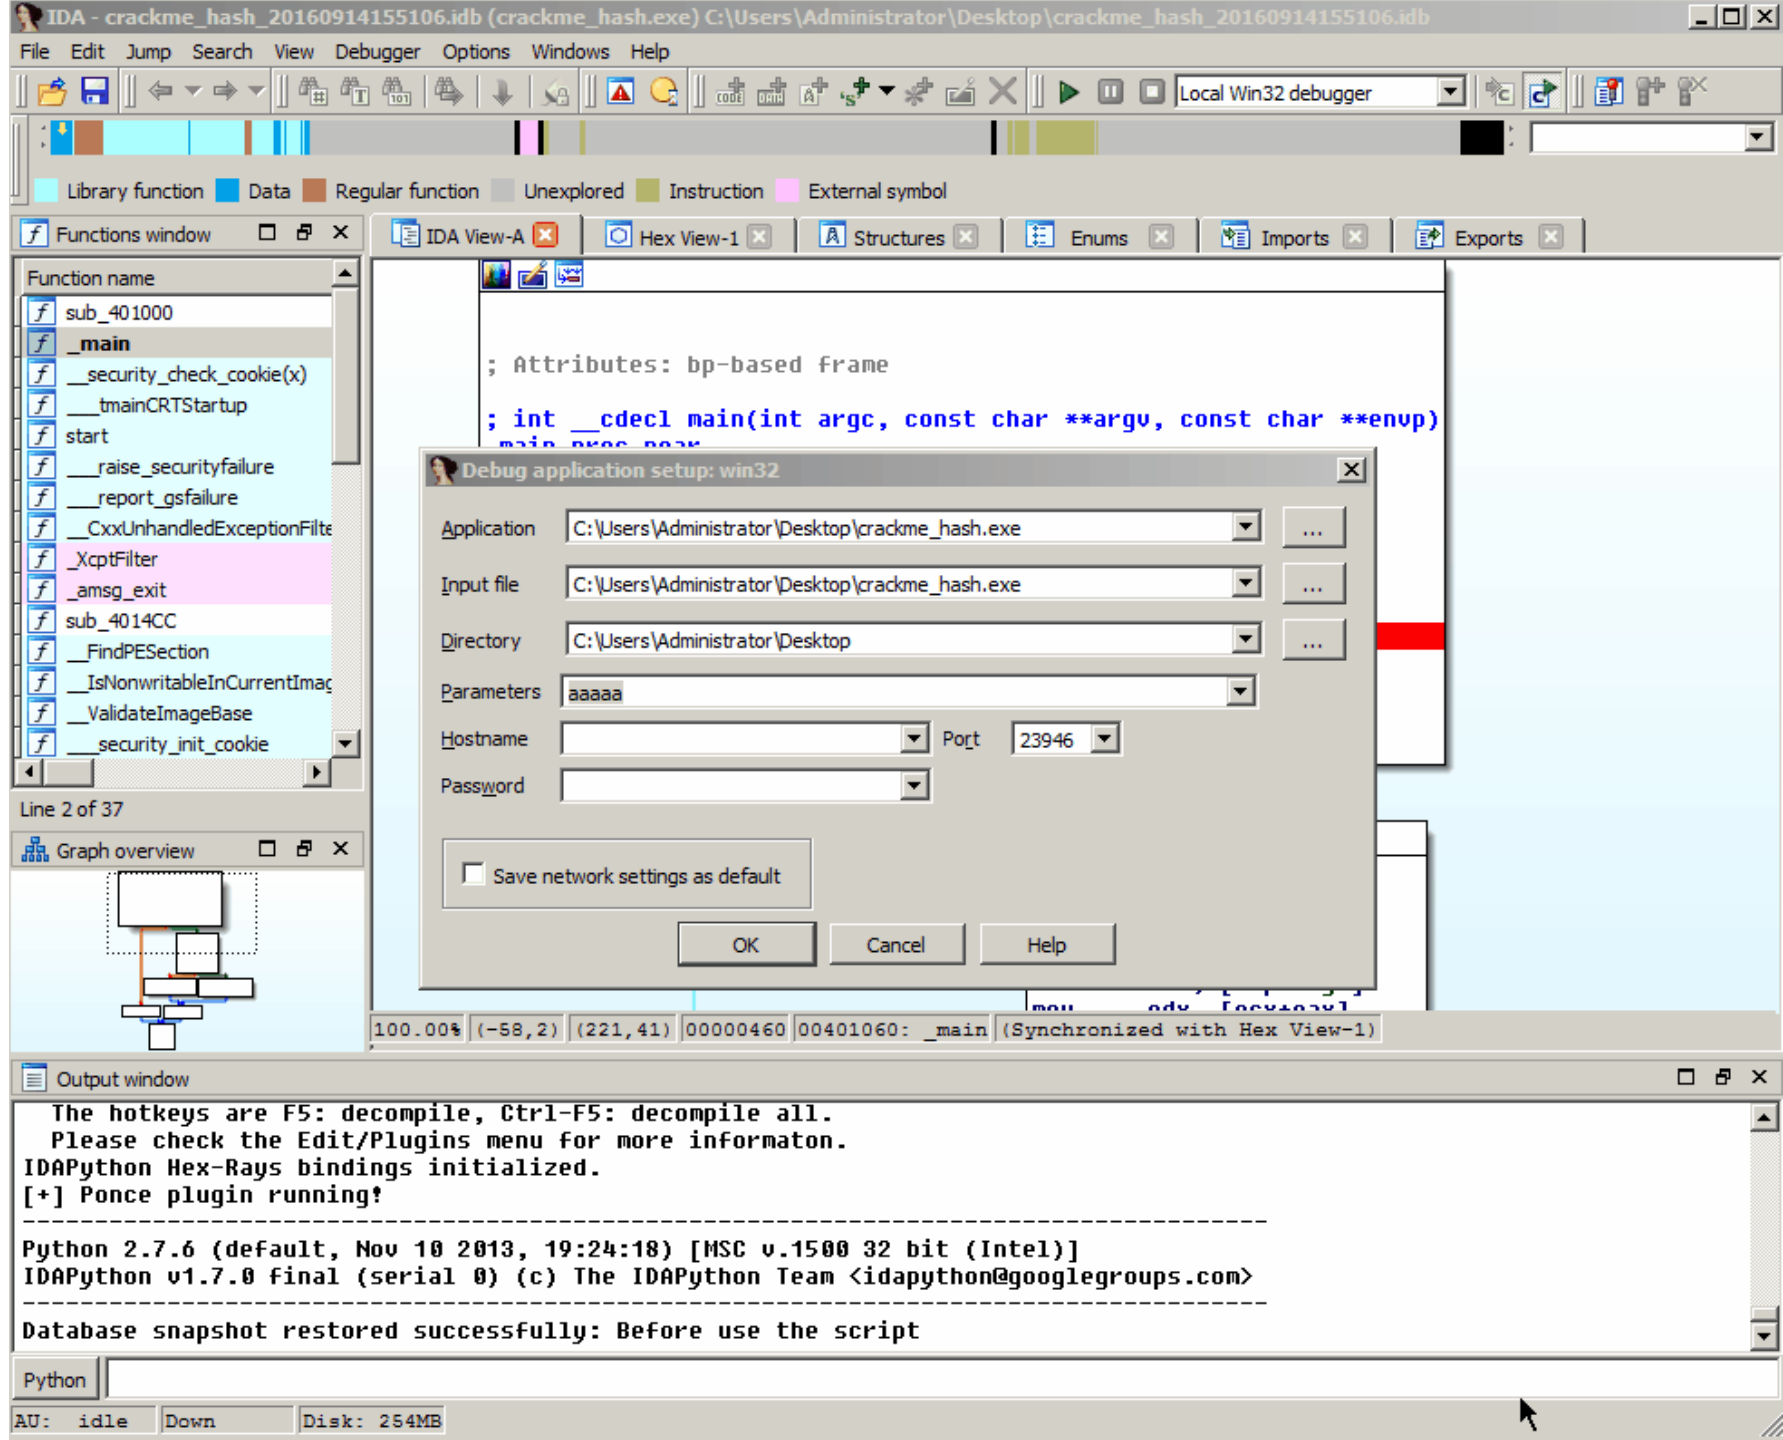 IDA - crackme_hash_20160914155106.idb (crackme_hash.exe) C:\Users\Administrator\Desktop\crackme_hash_20160914155106.idb
File Edit Jump Search View Debugger Options Windows Help
Local Win32 debugger
Library function Data Regular function Unexplored Instruction External symbol
Functions window
IDA View-A Hex View-1 Structures Enums Imports Exports
Function name
sub_401000
_main
__security_check_cookie(x)
___tmainCRTStartup
start
___raise_securityfailure
___report_gsfailure
__CxxUnhandledExceptionFilte
_XcptFilter
_amsg_exit
sub_4014CC
__FindPESection
__IsNonwritableInCurrentImag
__ValidateImageBase
___security_init_cookie
Line 2 of 37
Graph overview
; Attributes: bp-based frame
; int __cdecl main(int argc, const char **argv, const char **envp)
_main proc near
Debug application setup: win32
Application C:\Users\Administrator\Desktop\crackme_hash.exe ...
Input file C:\Users\Administrator\Desktop\crackme_hash.exe ...
Directory C:\Users\Administrator\Desktop ...
Parameters aaaaa
Hostname Port 23946
Password
Save network settings as default
OK Cancel Help
mov edx, [ecx+eax]
100.00% (-58,2) (221,41) 00000460 00401060: _main (Synchronized with Hex View-1)
Output window
The hotkeys are F5: decompile, Ctrl-F5: decompile all.
Please check the Edit/Plugins menu for more informaton.
IDAPython Hex-Rays bindings initialized.
[+] Ponce plugin running!
Python 2.7.6 (default, Nov 10 2013, 19:24:18) [MSC v.1500 32 bit (Intel)]
IDAPython v1.7.0 final (serial 0) (c) The IDAPython Team <idapython@googlegroups.com>
Database snapshot restored successfully: Before use the script
Python
AU: idle Down Disk: 254MB